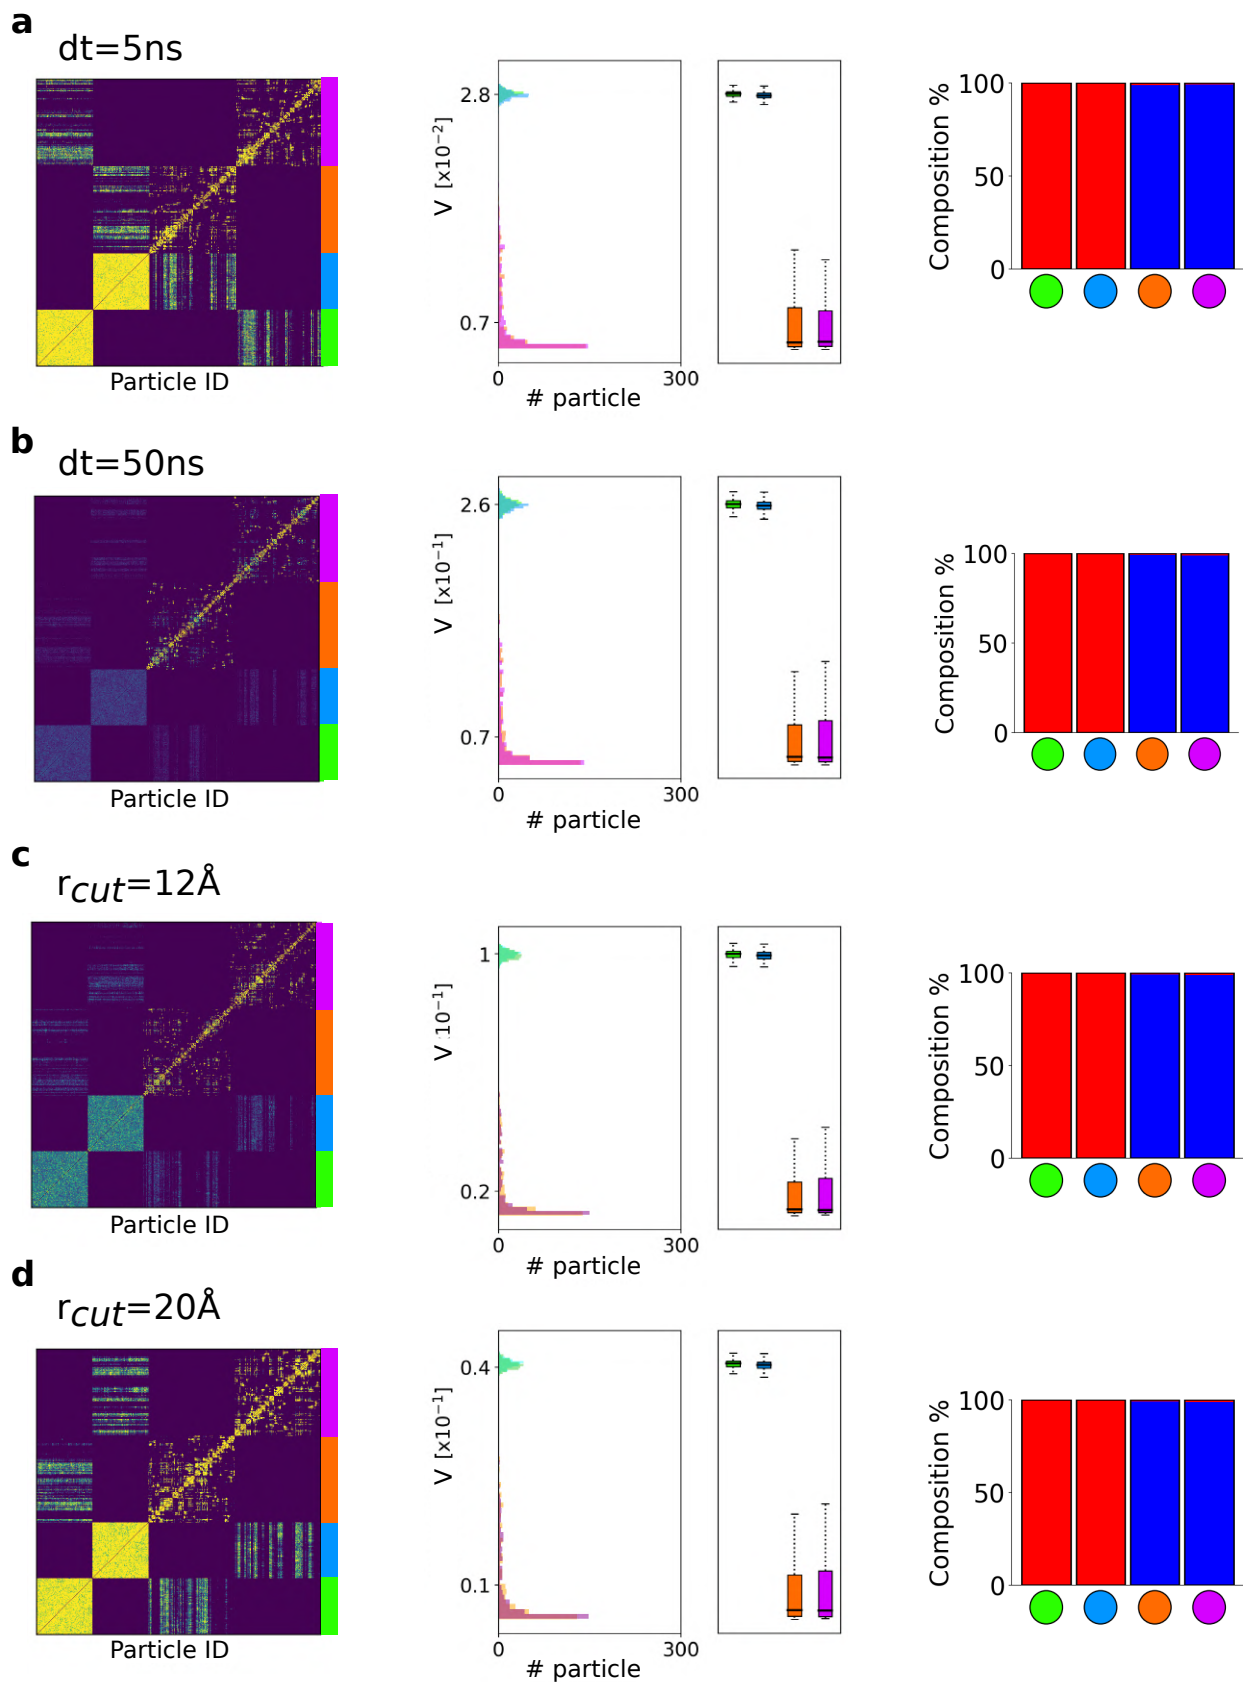 a
dt=5ns
Particle ID
V [x10⁻²]
2.8
0.7
0
300
# particle
Composition %
100
50
0
b
dt=50ns
Particle ID
V [x10⁻¹]
2.6
0.7
0
300
# particle
Composition %
100
50
0
c
r_cut=12Å
Particle ID
V :10⁻¹]
1
0.2
0
300
# particle
Composition %
100
50
0
d
r_cut=20Å
Particle ID
V [x10⁻¹]
0.4
0.1
0
300
# particle
Composition %
100
50
0